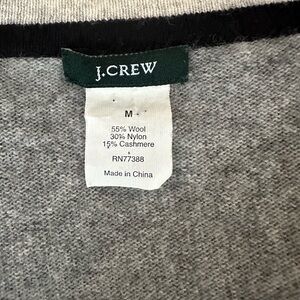 J.CREW
M
55% Wool
30% Nylon
15% Cashmere
RN77388
Made in China